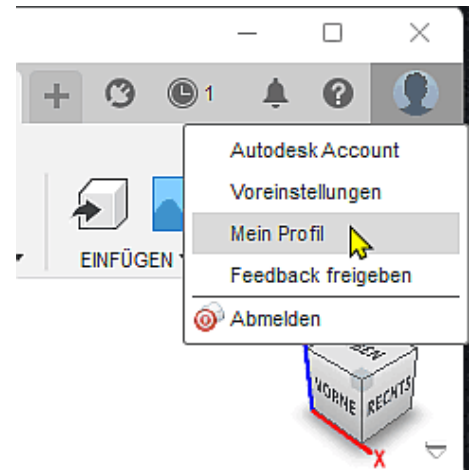 1
Autodesk Account
Voreinstellungen
Mein Profil
EINFÜGEN
Feedback freigeben
Abmelden
VORNE
RECHTS
X